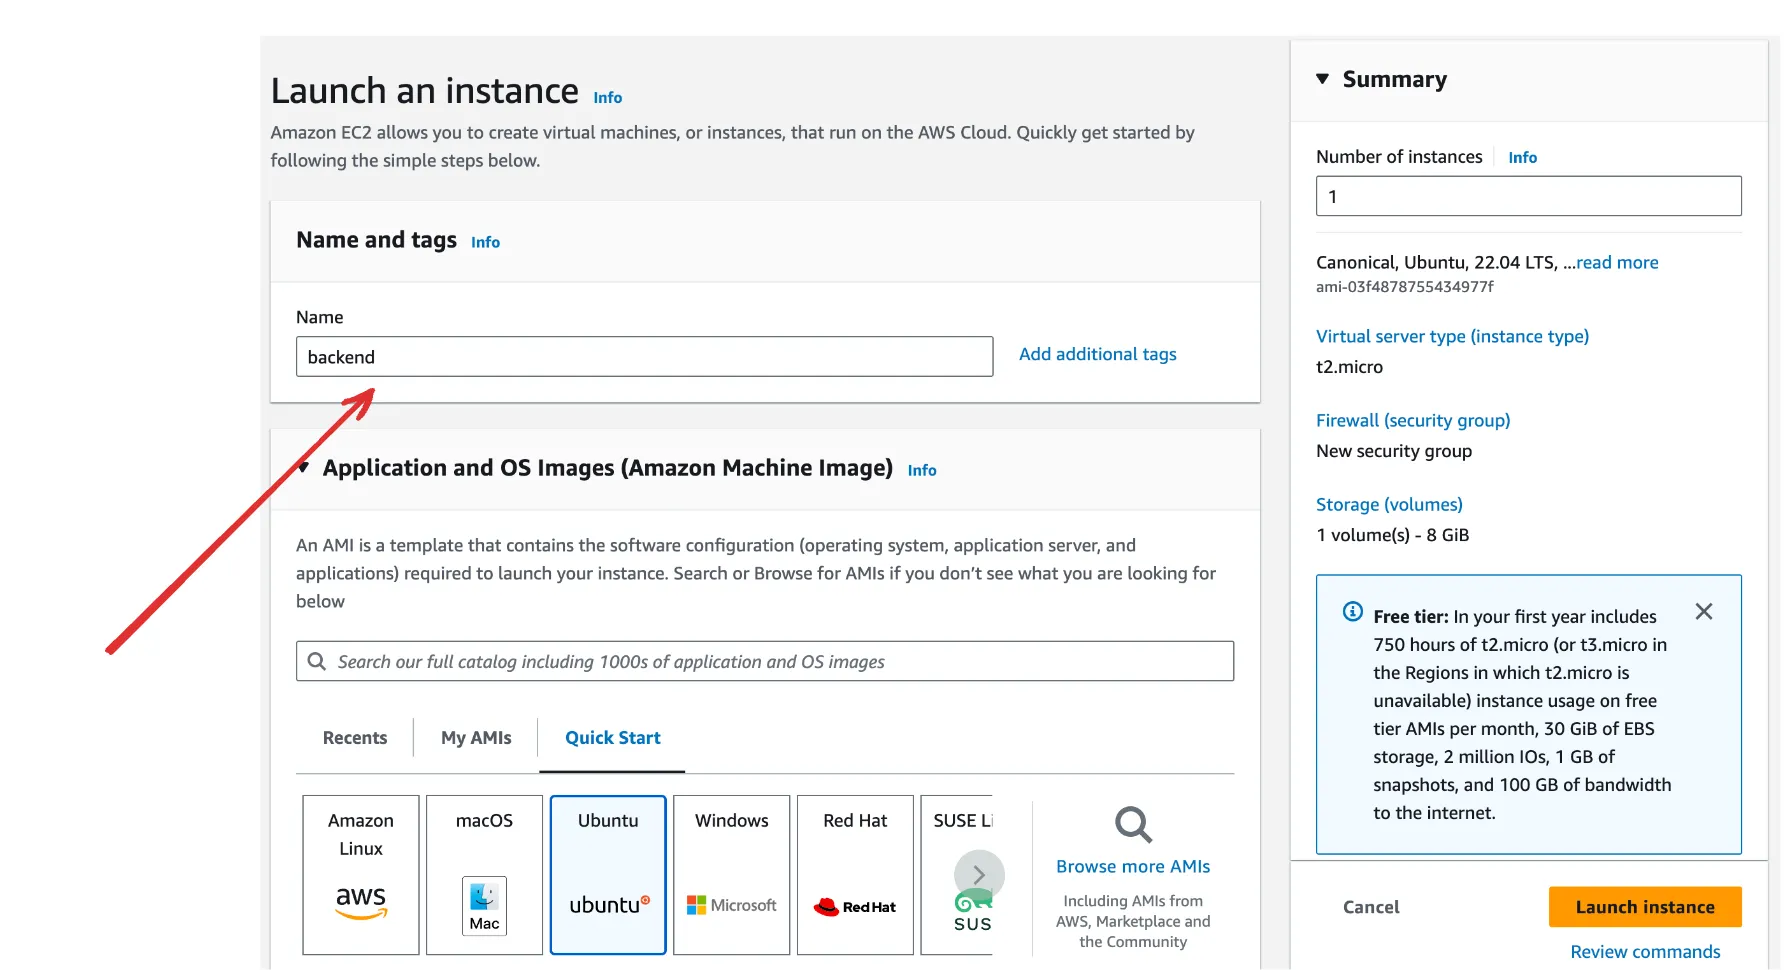 Launch an instance Info
Amazon EC2 allows you to create virtual machines, or instances, that run on the AWS Cloud. Quickly get started by
following the simple steps below.
Name and tags Info
Name
backend
Add additional tags
Application and OS Images (Amazon Machine Image) Info
An AMI is a template that contains the software configuration (operating system, application server, and
applications) required to launch your instance. Search or Browse for AMIs if you don’t see what you are looking for
below
Search our full catalog including 1000s of application and OS images
Recents
My AMIs
Quick Start
Amazon
Linux
aws
macOS
Mac
Ubuntu
ubuntu
Windows
Microsoft
Red Hat
RedHat
SUSE Li
SUS
Browse more AMIs
Including AMIs from
AWS, Marketplace and
the Community
Summary
Number of instances Info
1
Canonical, Ubuntu, 22.04 LTS, ...read more
ami-03f4878755434977f
Virtual server type (instance type)
t2.micro
Firewall (security group)
New security group
Storage (volumes)
1 volume(s) - 8 GiB
Free tier: In your first year includes
750 hours of t2.micro (or t3.micro in
the Regions in which t2.micro is
unavailable) instance usage on free
tier AMIs per month, 30 GiB of EBS
storage, 2 million IOs, 1 GB of
snapshots, and 100 GB of bandwidth
to the internet.
Cancel
Launch instance
Review commands